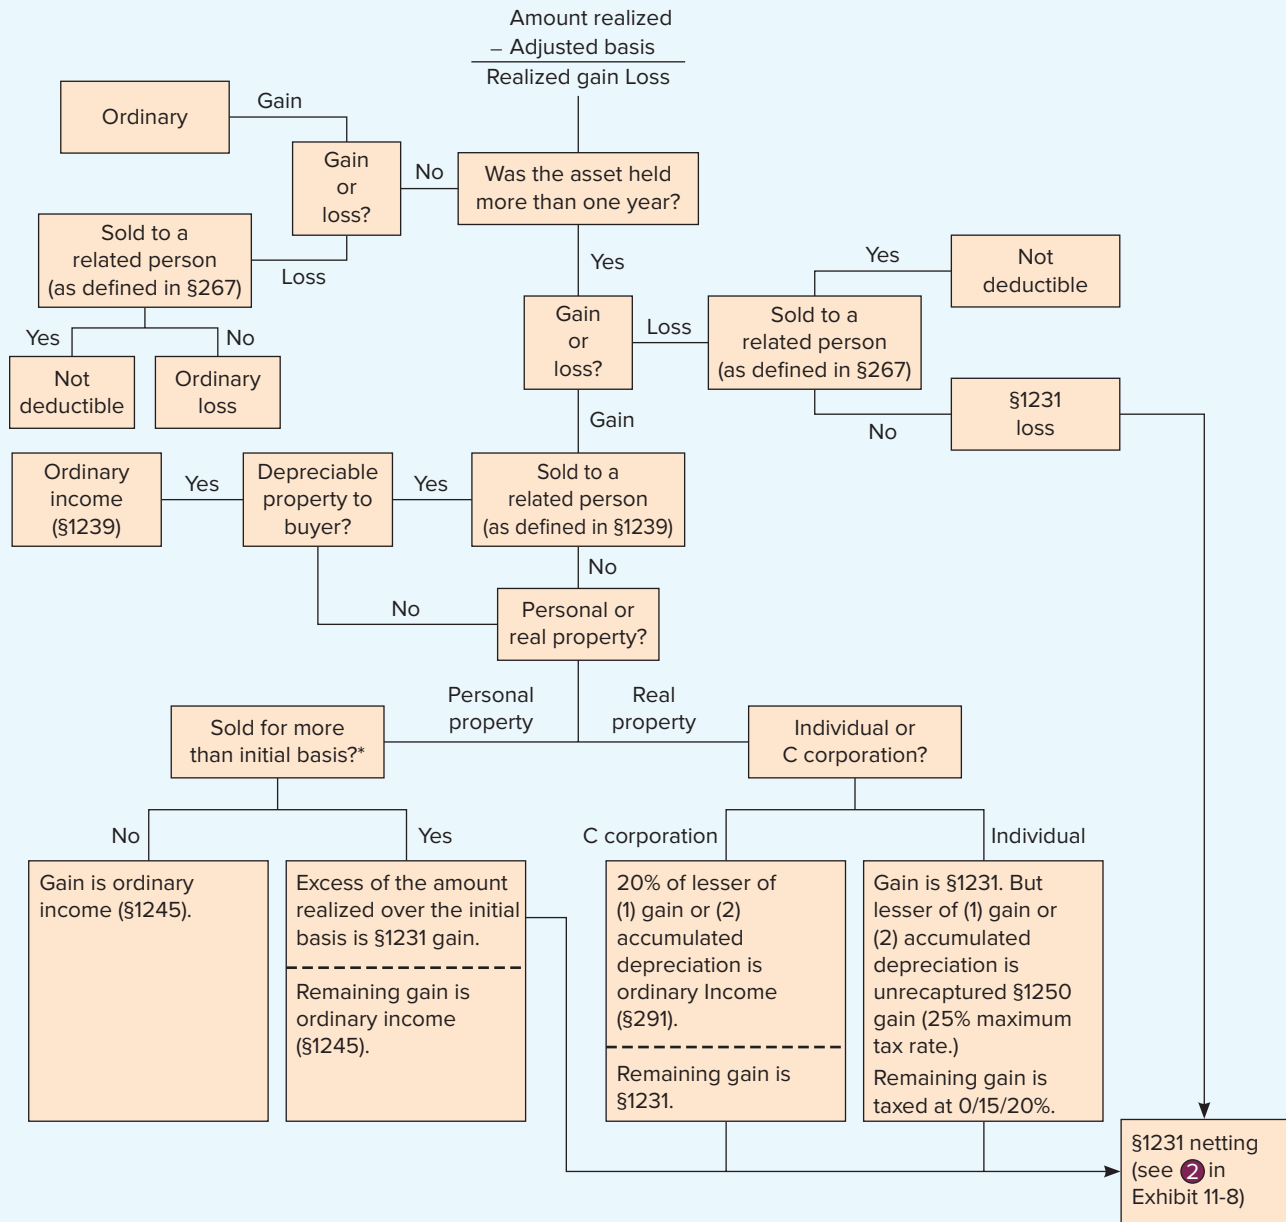 Amount realized
– Adjusted basis
Realized gain Loss
Ordinary
Gain
Gain
or
loss?
No
Was the asset held
more than one year?
Sold to a
related person
(as defined in §267)
Loss
Yes
No
Not
deductible
Ordinary
loss
Yes
Gain
or
loss?
Loss
Sold to a
related person
(as defined in §267)
Yes
Not
deductible
No
§1231
loss
Gain
Ordinary
income
(§1239)
Yes
Depreciable
property to
buyer?
Yes
Sold to a
related person
(as defined in §1239)
No
No
Personal or
real property?
Personal
property
Real
property
Sold for more
than initial basis?*
Individual or
C corporation?
No
Yes
C corporation
Individual
Gain is ordinary
income (§1245).
Excess of the amount
realized over the initial
basis is §1231 gain.
Remaining gain is
ordinary income
(§1245).
20% of lesser of
(1) gain or (2)
accumulated
depreciation is
ordinary Income
(§291).
Remaining gain is
§1231.
Gain is §1231. But
lesser of (1) gain or
(2) accumulated
depreciation is
unrecaptured §1250
gain (25% maximum
tax rate.)
Remaining gain is
taxed at 0/15/20%.
§1231 netting
(see 2 in
Exhibit 11-8)